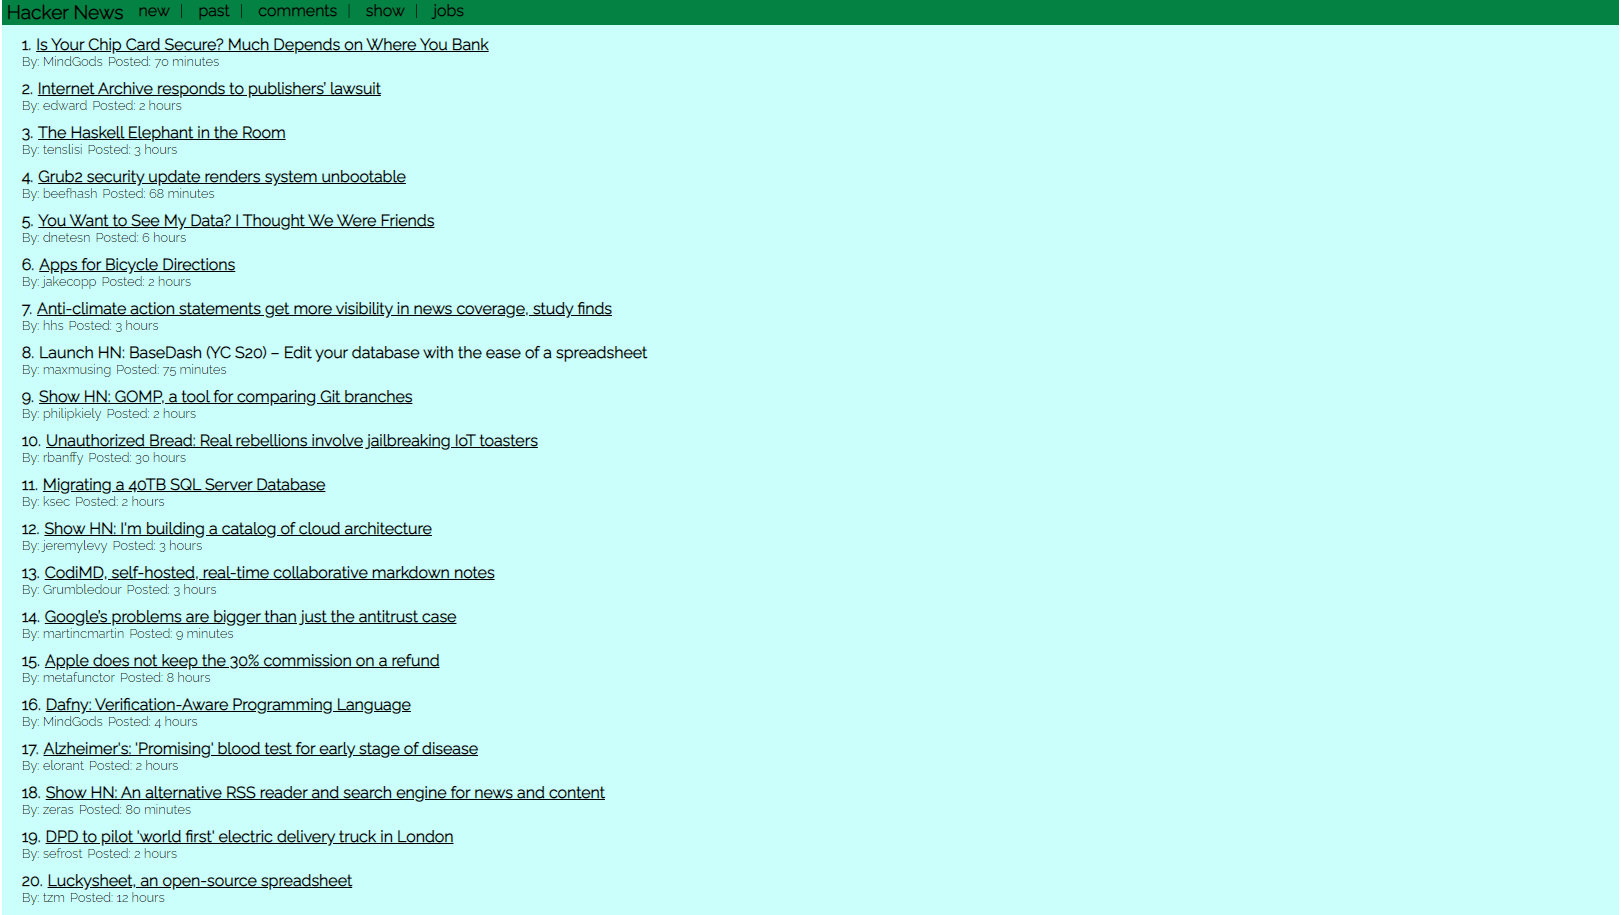 Hacker News new | past | comments | show | jobs
1. Is Your Chip Card Secure? Much Depends on Where You Bank
By: MindGods Posted: 70 minutes
2. Internet Archive responds to publishers’ lawsuit
By: edward Posted: 2 hours
3. The Haskell Elephant in the Room
By: tenslisi Posted: 3 hours
4. Grub2 security update renders system unbootable
By: beefhash Posted: 68 minutes
5. You Want to See My Data? I Thought We Were Friends
By: dnetesn Posted: 6 hours
6. Apps for Bicycle Directions
By: jakecopp Posted: 2 hours
7. Anti-climate action statements get more visibility in news coverage, study finds
By: hhs Posted: 3 hours
8. Launch HN: BaseDash (YC S20) – Edit your database with the ease of a spreadsheet
By: maxmusing Posted: 75 minutes
9. Show HN: GOMP, a tool for comparing Git branches
By: philipkiely Posted: 2 hours
10. Unauthorized Bread: Real rebellions involve jailbreaking IoT toasters
By: rbanffy Posted: 30 hours
11. Migrating a 40TB SQL Server Database
By: ksec Posted: 2 hours
12. Show HN: I'm building a catalog of cloud architecture
By: jeremylevy Posted: 3 hours
13. CodiMD, self-hosted, real-time collaborative markdown notes
By: Grumbledour Posted: 3 hours
14. Google’s problems are bigger than just the antitrust case
By: martincmartin Posted: 9 minutes
15. Apple does not keep the 30% commission on a refund
By: metafunctor Posted: 8 hours
16. Dafny: Verification-Aware Programming Language
By: MindGods Posted: 4 hours
17. Alzheimer's: 'Promising' blood test for early stage of disease
By: elorant Posted: 2 hours
18. Show HN: An alternative RSS reader and search engine for news and content
By: zeras Posted: 80 minutes
19. DPD to pilot 'world first' electric delivery truck in London
By: sefrost Posted: 2 hours
20. Luckysheet, an open-source spreadsheet
By: tzm Posted: 12 hours